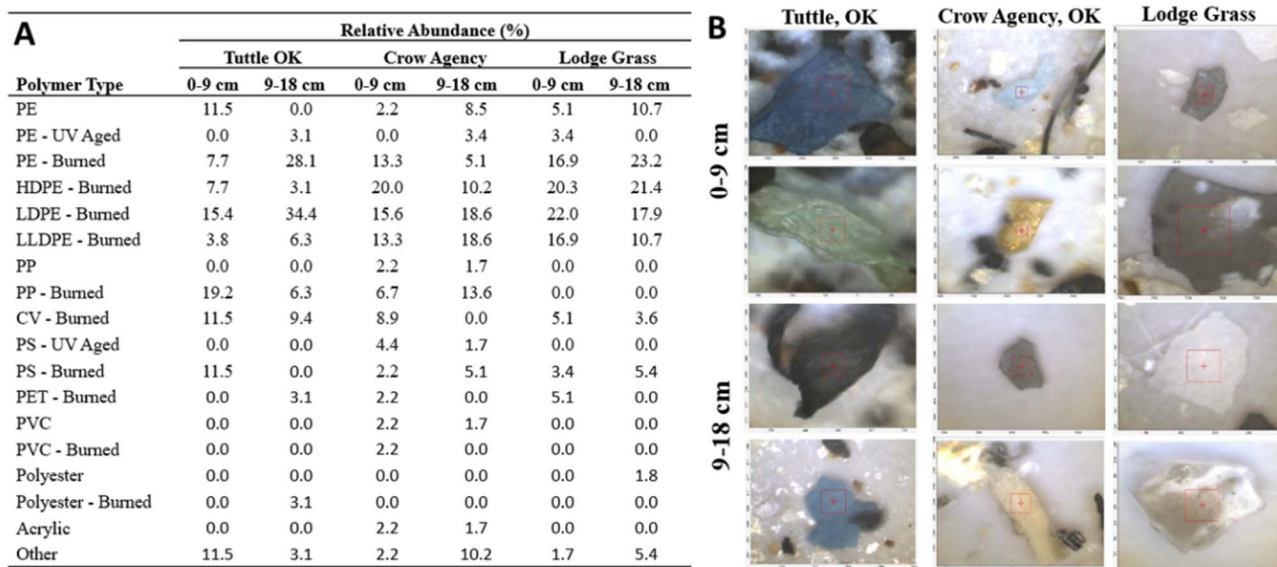 A
Relative Abundance (%)
Tuttle OK Crow Agency Lodge Grass
Polymer Type 0-9 cm 9-18 cm 0-9 cm 9-18 cm 0-9 cm 9-18 cm
PE 11.5 0.0 2.2 8.5 5.1 10.7
PE - UV Aged 0.0 3.1 0.0 3.4 3.4 0.0
PE - Burned 7.7 28.1 13.3 5.1 16.9 23.2
HDPE - Burned 7.7 3.1 20.0 10.2 20.3 21.4
LDPE - Burned 15.4 34.4 15.6 18.6 22.0 17.9
LLDPE - Burned 3.8 6.3 13.3 18.6 16.9 10.7
PP 0.0 0.0 2.2 1.7 0.0 0.0
PP - Burned 19.2 6.3 6.7 13.6 0.0 0.0
CV - Burned 11.5 9.4 8.9 0.0 5.1 3.6
PS - UV Aged 0.0 0.0 4.4 1.7 0.0 0.0
PS - Burned 11.5 0.0 2.2 5.1 3.4 5.4
PET - Burned 0.0 3.1 2.2 0.0 5.1 0.0
PVC 0.0 0.0 2.2 1.7 0.0 0.0
PVC - Burned 0.0 0.0 2.2 0.0 0.0 0.0
Polyester 0.0 0.0 0.0 0.0 0.0 1.8
Polyester - Burned 0.0 3.1 0.0 0.0 0.0 0.0
Acrylic 0.0 0.0 2.2 1.7 0.0 0.0
Other 11.5 3.1 2.2 10.2 1.7 5.4
B
Tuttle, OK Crow Agency, OK Lodge Grass
0-9 cm
9-18 cm